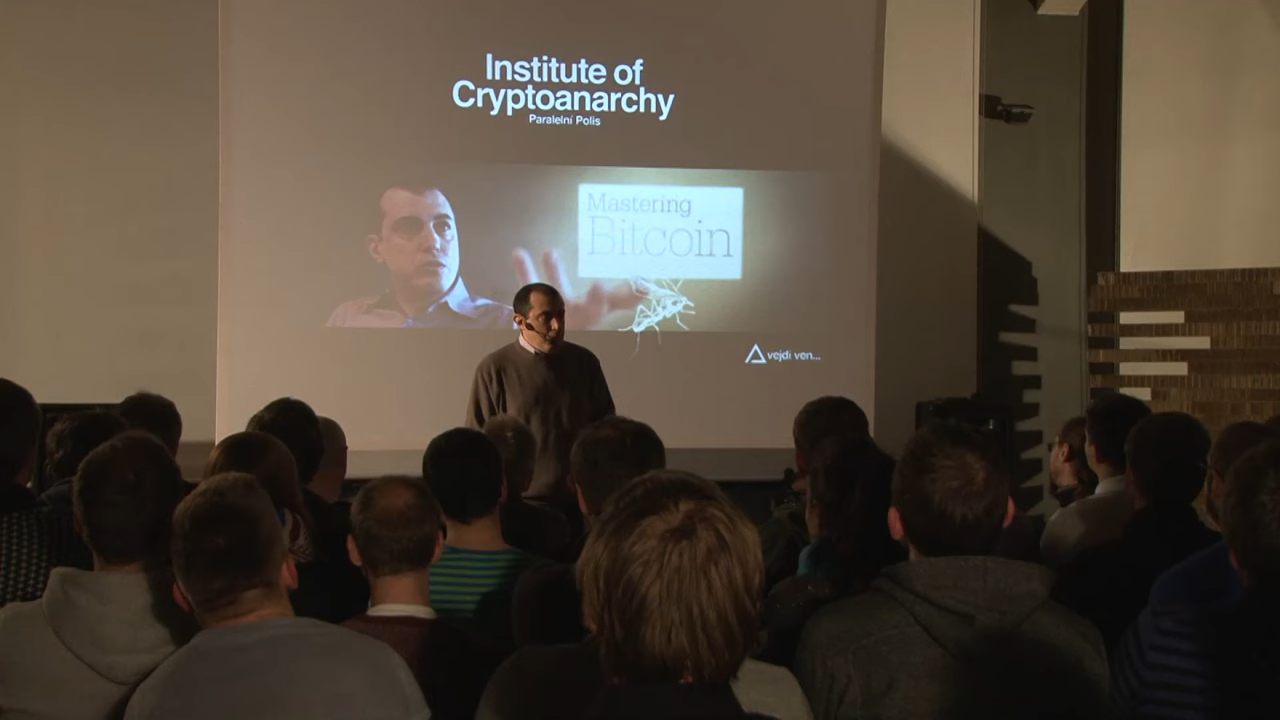 Institute of
Cryptoanarchy
Paralelní Polis
Mastering
Bitcoin
vejdi ven...